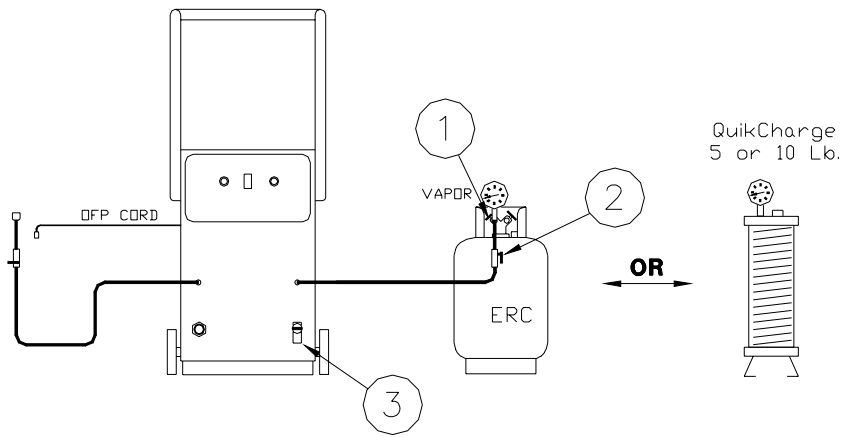 1
QuikCharge
5 or 10 Lb.
VAPOR
2
OFP CORD
OR
ERC
3